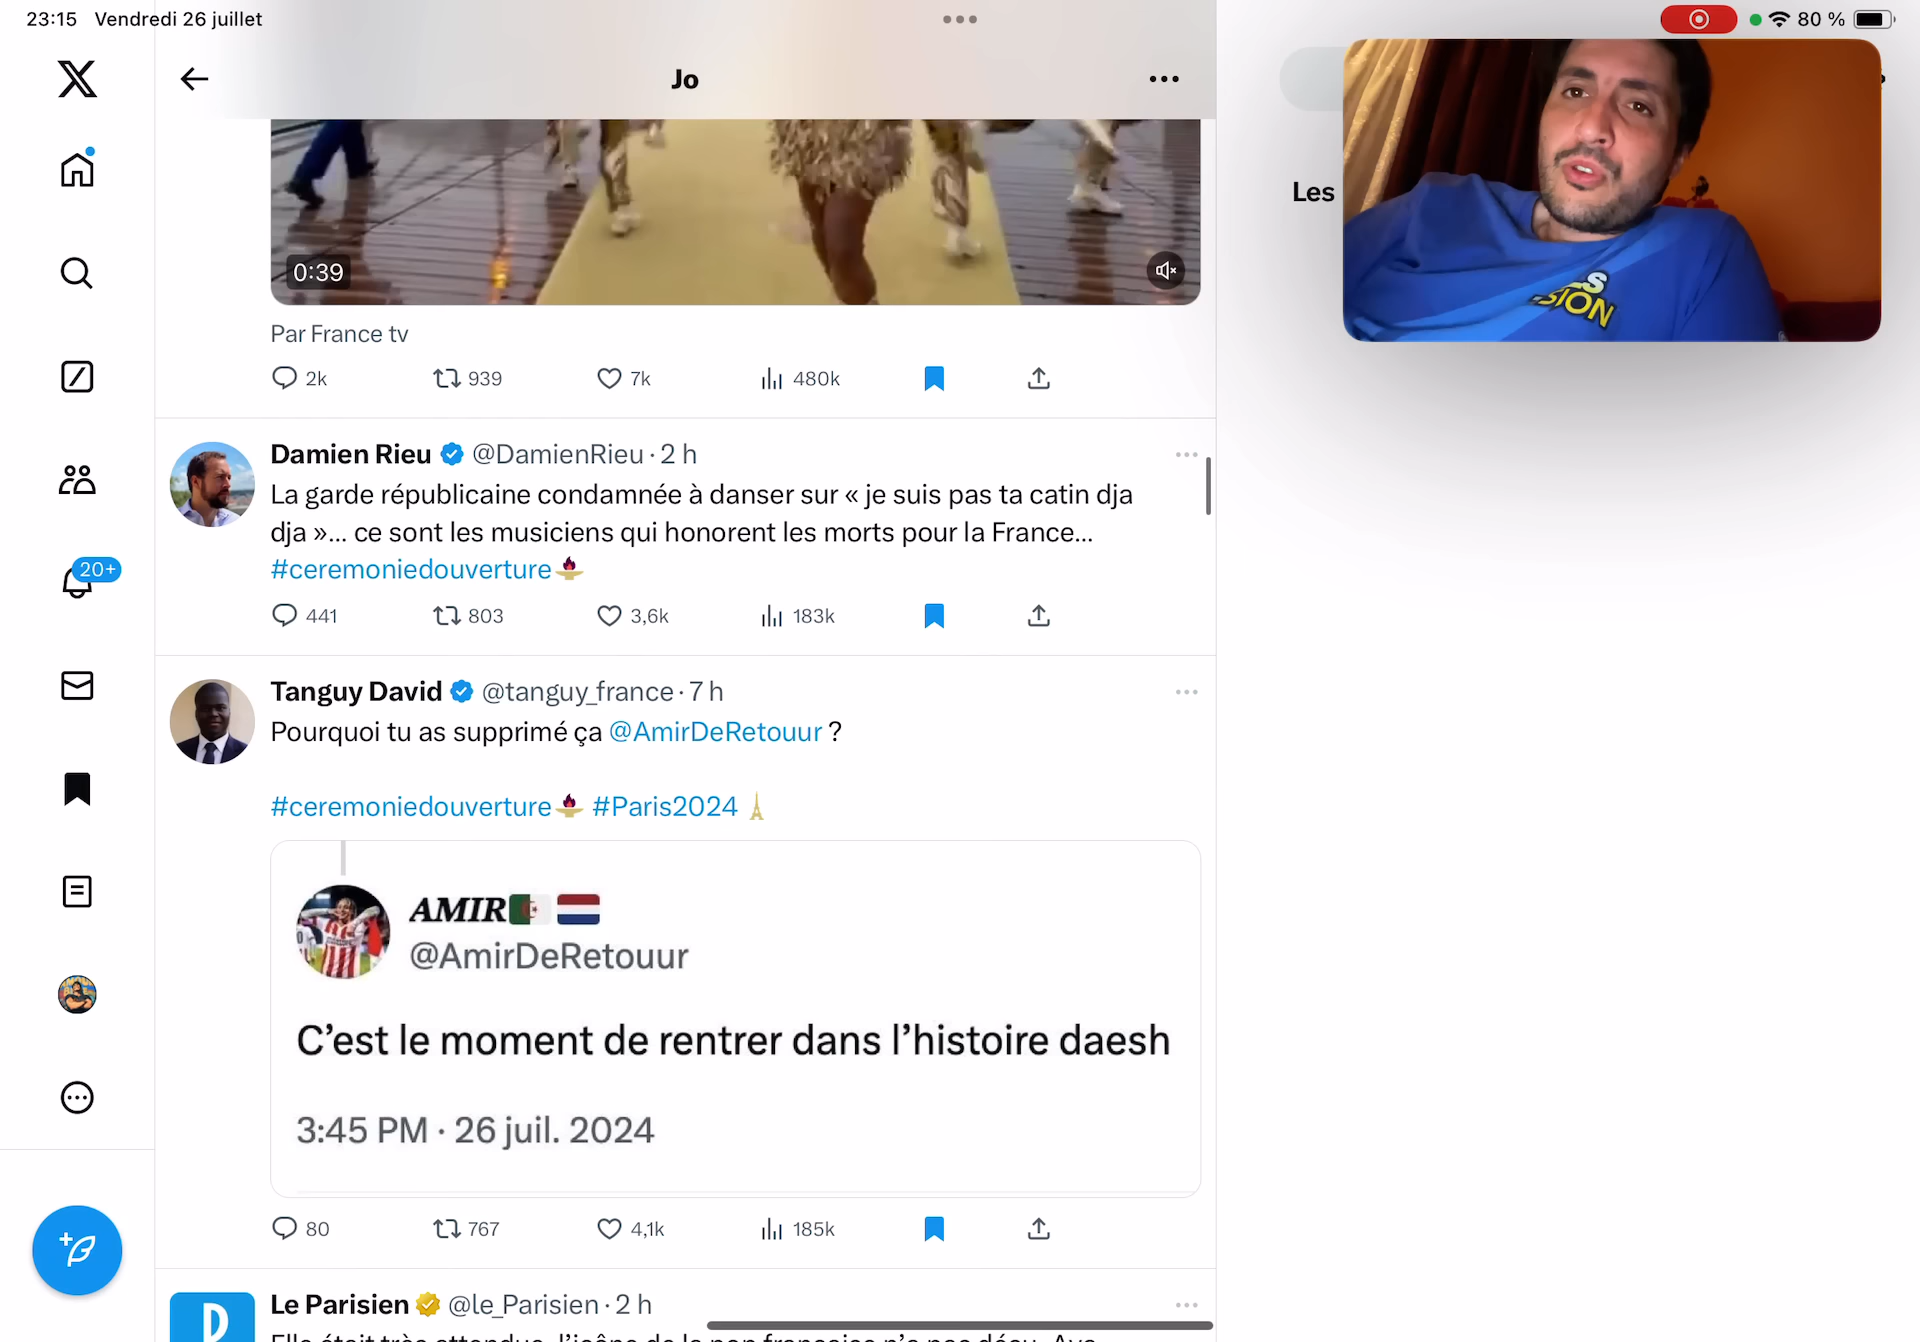 23:15 Vendredi 26 juillet
80 %
Jo
Les
0:39
Par France tv
2k 939 7k 480k
Damien Rieu @DamienRieu · 2 h
La garde républicaine condamnée à danser sur « je suis pas ta catin dja
dja »... ce sont les musiciens qui honorent les morts pour la France...
#ceremoniedouverture
441 803 3,6k 183k
20+
Tanguy David @tanguy_france · 7 h
Pourquoi tu as supprimé ça @AmirDeRetouur ?
#ceremoniedouverture #Paris2024
AMIR
@AmirDeRetouur
C'est le moment de rentrer dans l'histoire daesh
3:45 PM · 26 juil. 2024
80 767 4,1k 185k
Le Parisien @le_Parisien · 2 h